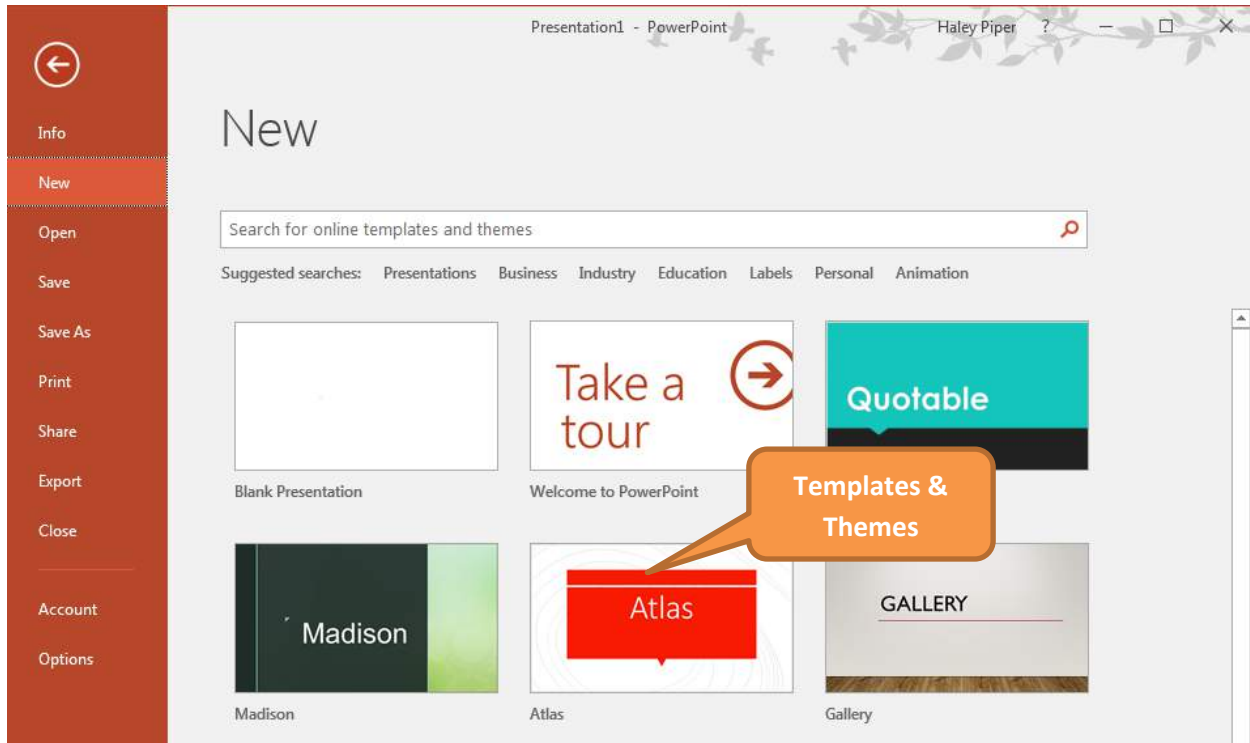 Presentation1 - PowerPoint
Haley Piper ?
Info
New
Open
Save
Save As
Print
Share
Export
Close
Account
Options
New
Search for online templates and themes
Suggested searches: Presentations Business Industry Education Labels Personal Animation
Blank Presentation
Take a
tour
Welcome to PowerPoint
Quotable
Templates &
Themes
Madison
Madison
Atlas
Atlas
GALLERY
Gallery